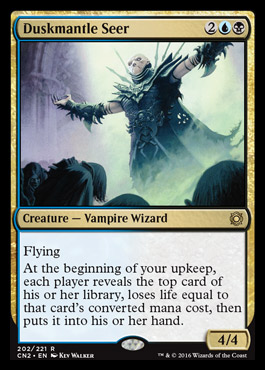 Duskmantle Seer 2
Creature — Vampire Wizard
Flying
At the beginning of your upkeep,
each player reveals the top card of
his or her library, loses life equal to
that card's converted mana cost, then
puts it into his or her hand.
4/4
202/221 R
CN2 • EN Kev Walker
™ & © 2016 Wizards of the Coast